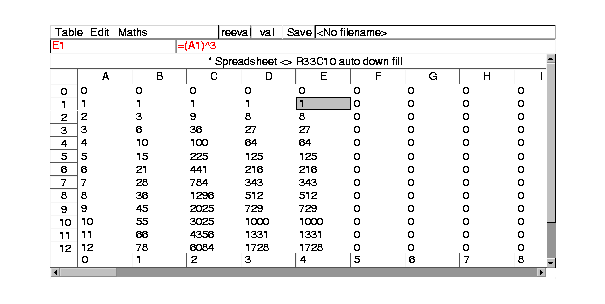 Table Edit Maths reeval val Save <No filename>
E1 =(A1)^3
* Spreadsheet <> R33C10 auto down fill
A B C D E F G H I
0 0 0 0 0 0 0 0 0 0
1 1 1 1 1 1 0 0 0 0
2 2 3 9 8 8 0 0 0 0
3 3 6 36 27 27 0 0 0 0
4 4 10 100 64 64 0 0 0 0
5 5 15 225 125 125 0 0 0 0
6 6 21 441 216 216 0 0 0 0
7 7 28 784 343 343 0 0 0 0
8 8 36 1296 512 512 0 0 0 0
9 9 45 2025 729 729 0 0 0 0
10 10 55 3025 1000 1000 0 0 0 0
11 11 66 4356 1331 1331 0 0 0 0
12 12 78 6084 1728 1728 0 0 0 0
0 1 2 3 4 5 6 7 8